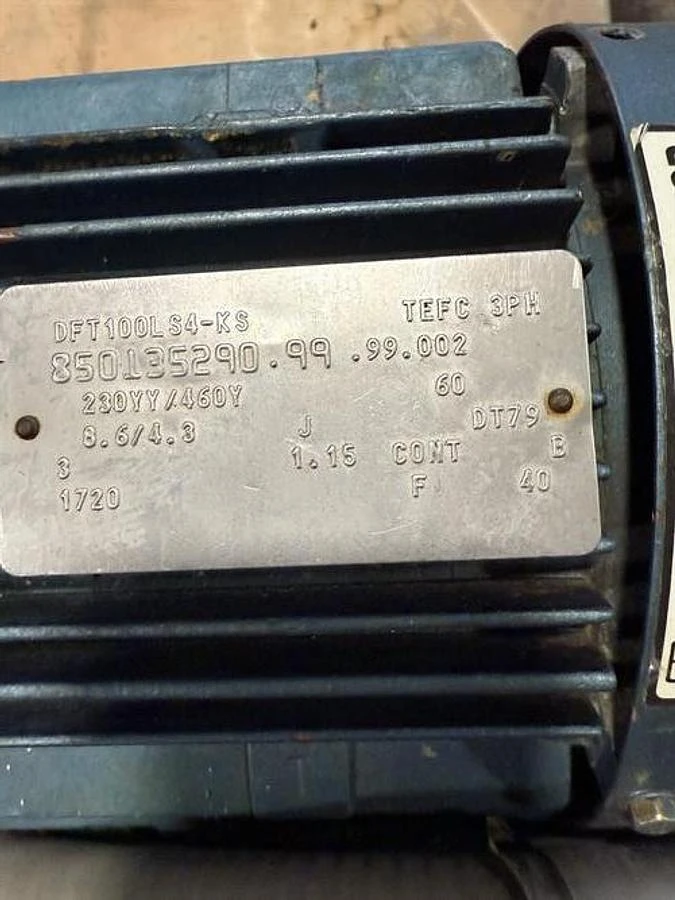 DFT100LS4-KS TEFC 3PH
850135290.99.99.002
230YY/460Y 60
8.6/4.3 J DT79
3 1.15 CONT B
1720 F 40